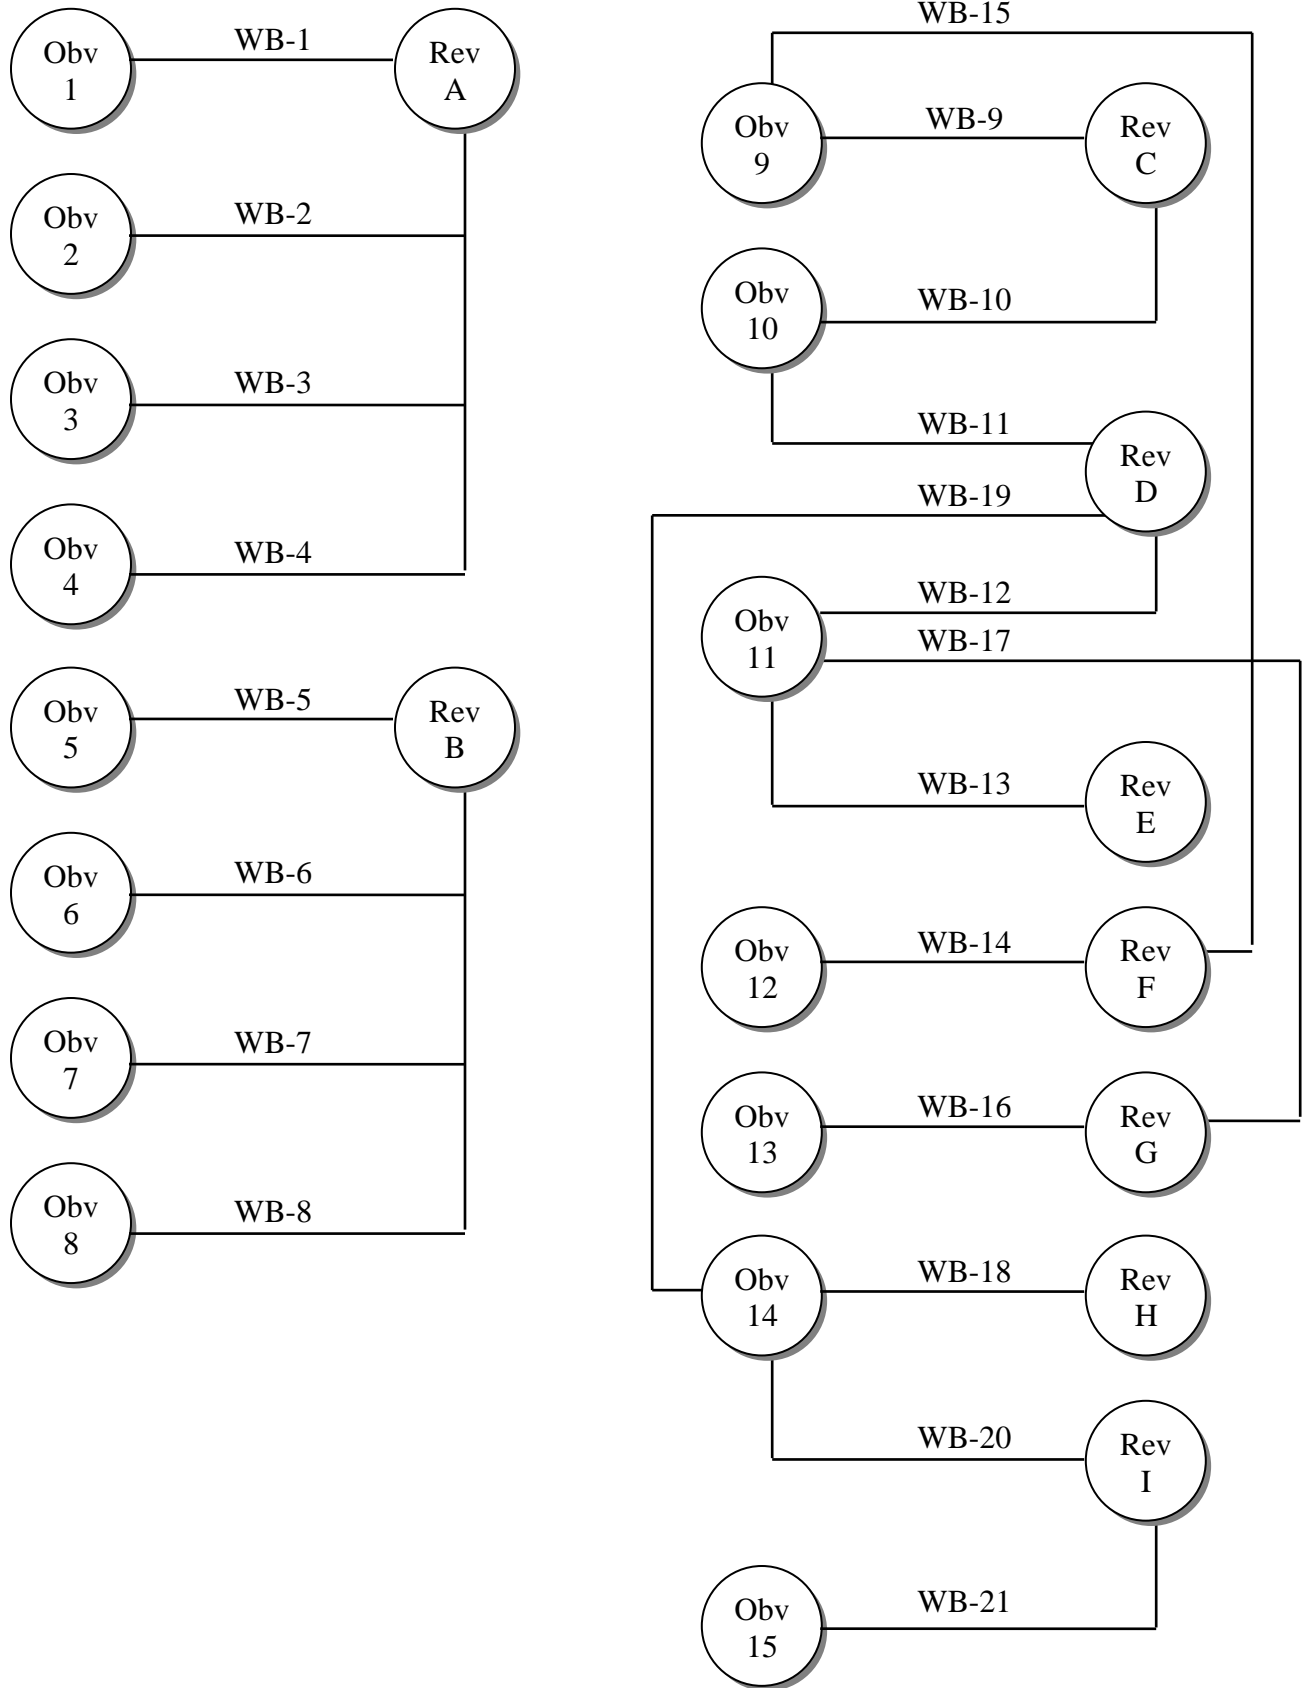 Obv
1
WB-1
Rev
A
Obv
2
WB-2
Obv
3
WB-3
Obv
4
WB-4
Obv
5
WB-5
Rev
B
Obv
6
WB-6
Obv
7
WB-7
Obv
8
WB-8
WB-15
Obv
9
WB-9
Rev
C
Obv
10
WB-10
WB-11
Rev
D
WB-19
Obv
11
WB-12
WB-17
WB-13
Rev
E
Obv
12
WB-14
Rev
F
Obv
13
WB-16
Rev
G
Obv
14
WB-18
Rev
H
WB-20
Rev
I
Obv
15
WB-21